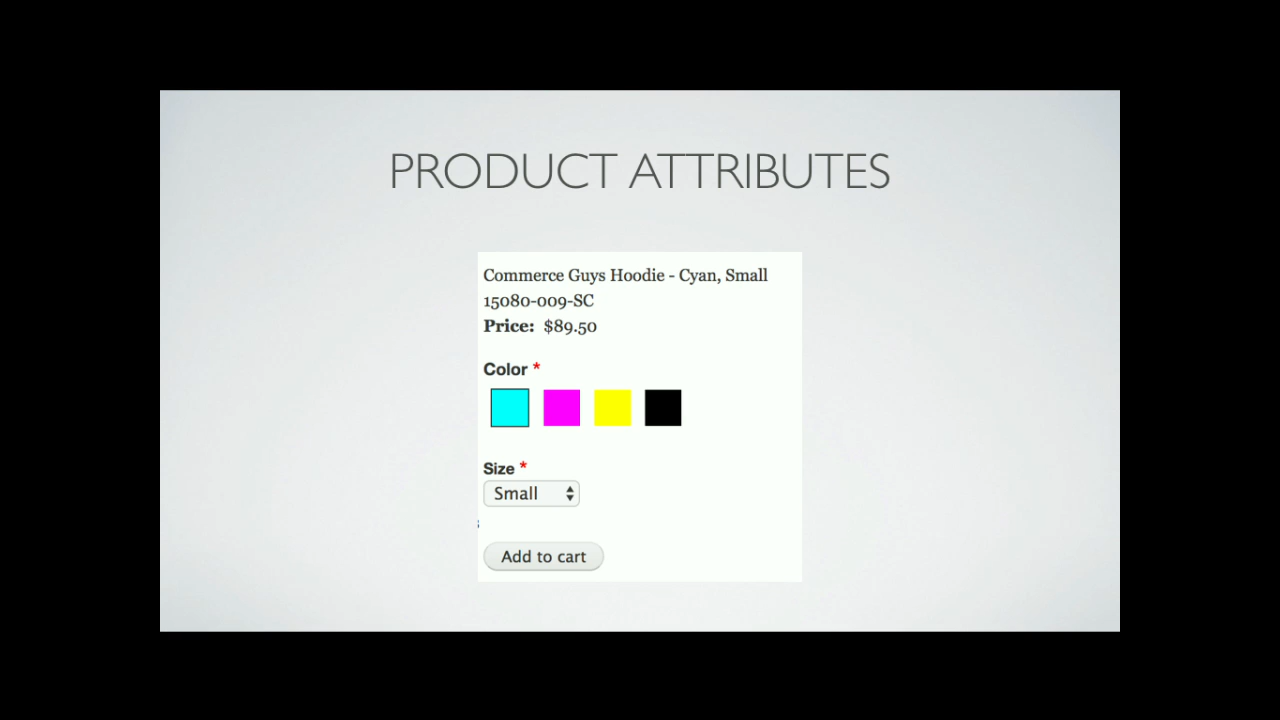 PRODUCT ATTRIBUTES
Commerce Guys Hoodie - Cyan, Small
15080-009-SC
Price: $89.50
Color *
Size *
Small
Add to cart